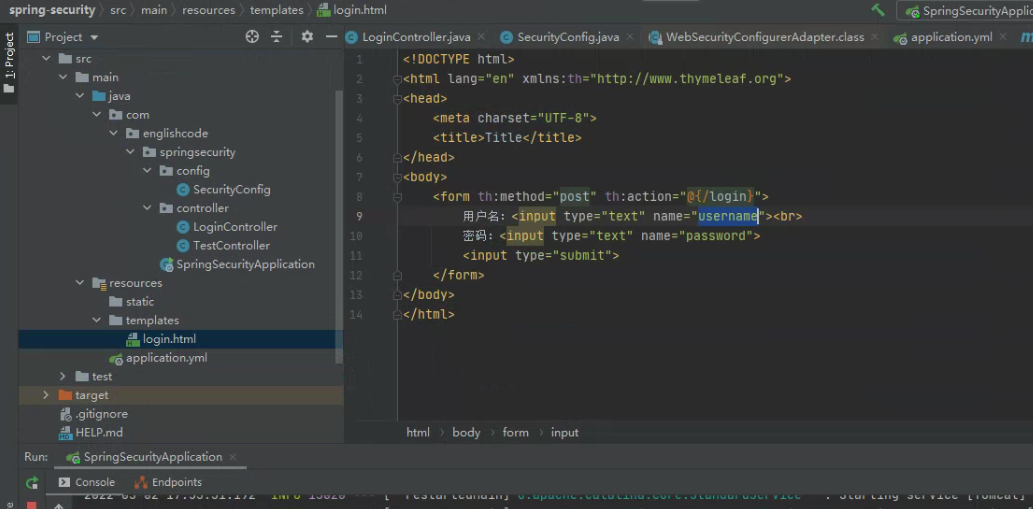 spring-security src main resources templates login.html
SpringSecurityApplic
1: Project
Project
LoginController.java SecurityConfig.java WebSecurityConfigurerAdapter.class application.yml
src
main
java
com
englishcode
springsecurity
config
SecurityConfig
controller
LoginController
TestController
SpringSecurityApplication
resources
static
templates
login.html
application.yml
test
target
.gitignore
HELP.md
1 <!DOCTYPE html>
2 <html lang="en" xmlns:th="http://www.thymeleaf.org">
3 <head>
4 <meta charset="UTF-8">
5 <title>Title</title>
6 </head>
7 <body>
8 <form th:method="post" th:action="@{/login}">
9 用户名：<input type="text" name="username"><br>
10 密码：<input type="text" name="password">
11 <input type="submit">
12 </form>
13 </body>
14 </html>
html body form input
Run: SpringSecurityApplication
Console Endpoints